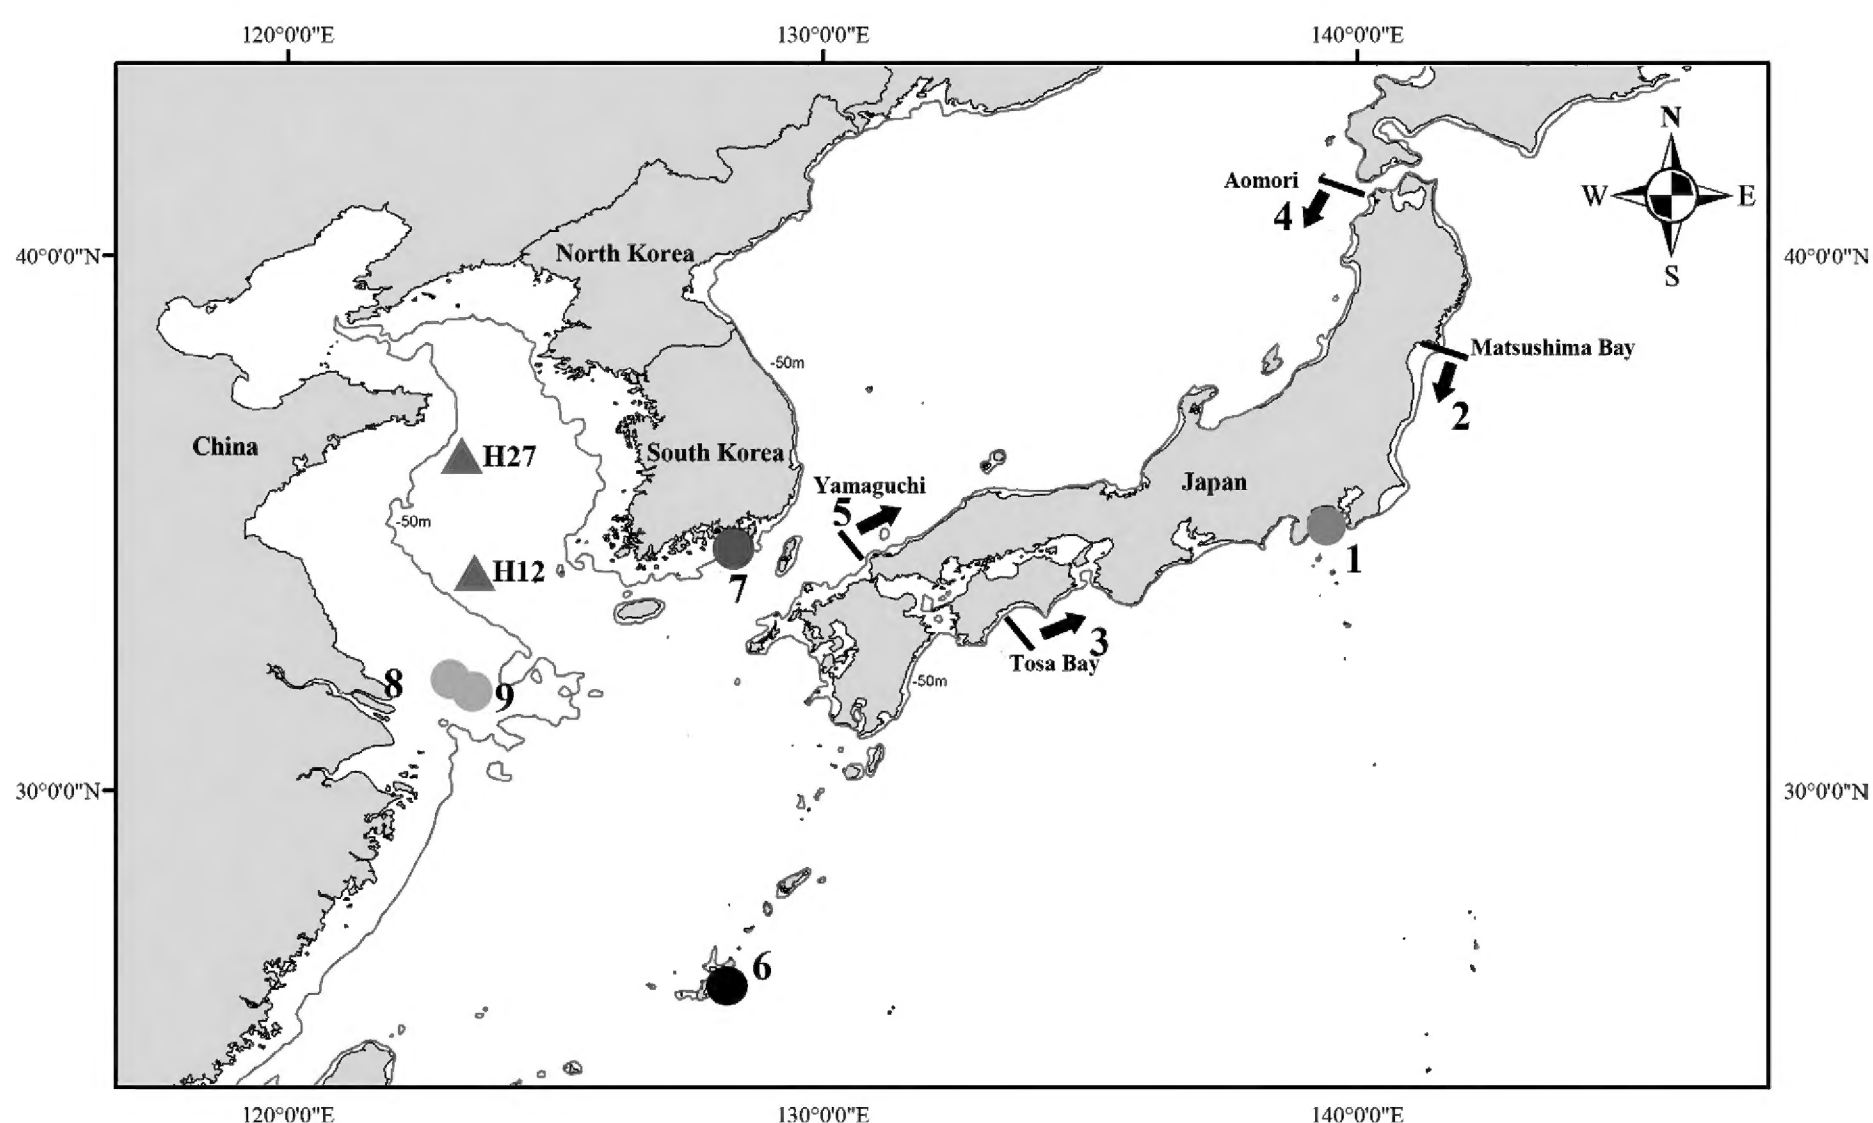 120°0'0"E
130°0'0"E
140°0'0"E
N
W
E
S
Aomori
4
40°0'0"N
40°0'0"N
North Korea
Matsushima Bay
-50m
2
China
H27
South Korea
Japan
Yamaguchi
5
-50m
1
H12
7
3
Tosa Bay
8
9
-50m
30°0'0"N
30°0'0"N
6
120°0'0"E
130°0'0"E
140°0'0"E